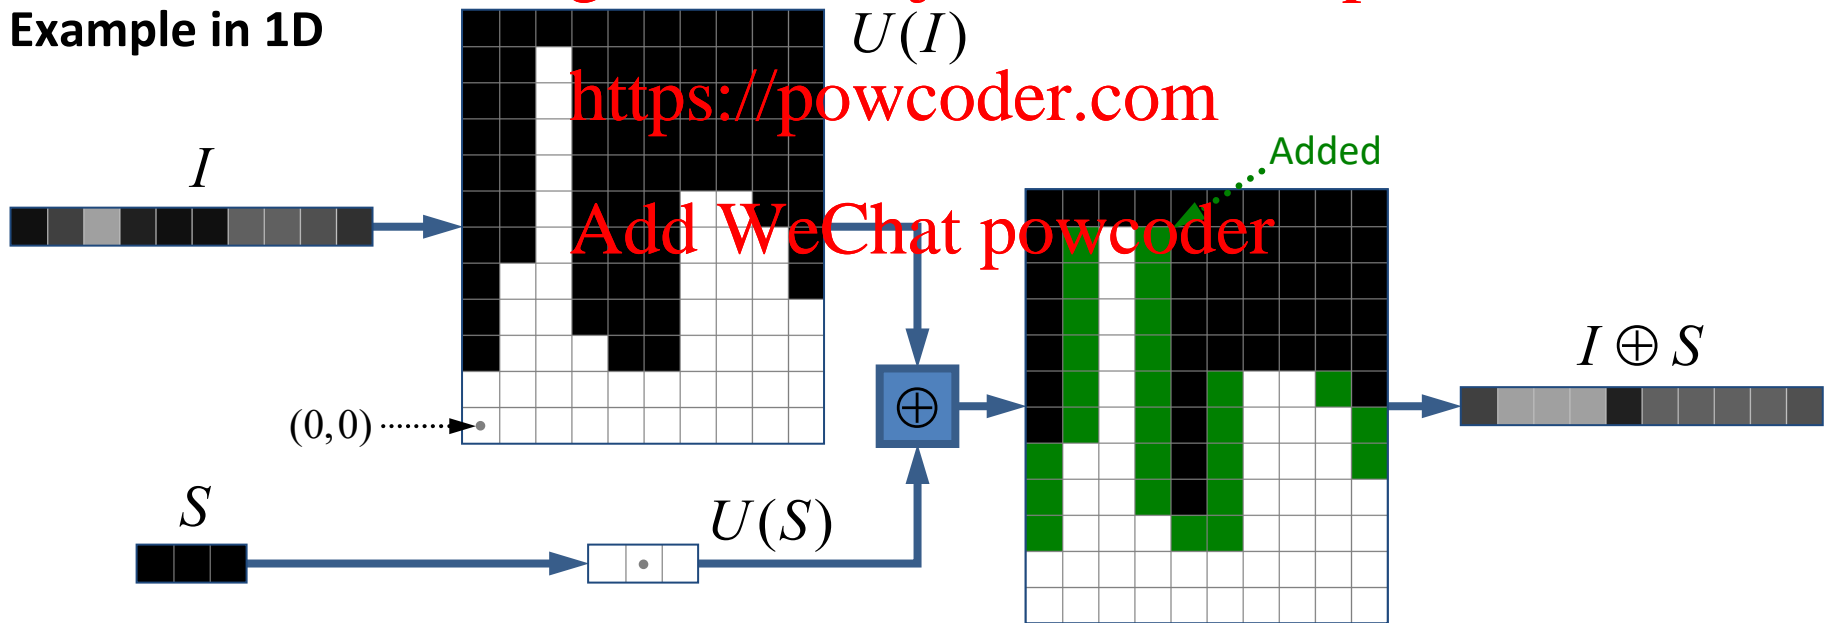 Example in 1D
U(I)
https://powcoder.com
Added
I
Add WeChat powcoder
I ⊕ S
⊕
(0,0)
S
U(S)